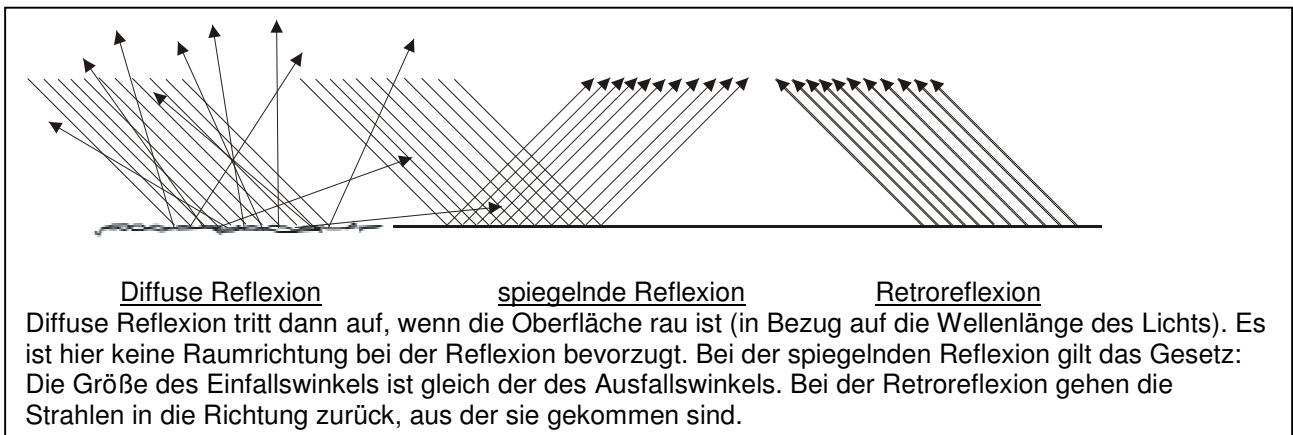 Diffuse Reflexion spiegelnde Reflexion Retroreflexion
Diffuse Reflexion tritt dann auf, wenn die Oberfläche rau ist (in Bezug auf die Wellenlänge des Lichts). Es
ist hier keine Raumrichtung bei der Reflexion bevorzugt. Bei der spiegelnden Reflexion gilt das Gesetz:
Die Größe des Einfallswinkels ist gleich der des Ausfallswinkels. Bei der Retroreflexion gehen die
Strahlen in die Richtung zurück, aus der sie gekommen sind.